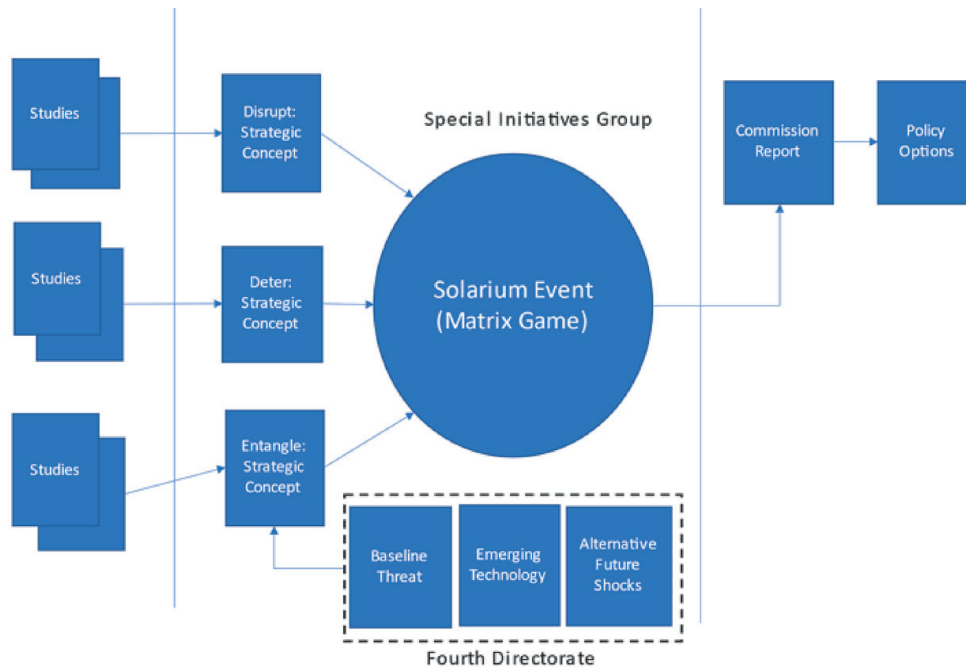 Studies
Disrupt:
Strategic
Concept
Special Initiatives Group
Commission
Report
Policy
Options
Studies
Deter:
Strategic
Concept
Solarium Event
(Matrix Game)
Studies
Entangle:
Strategic
Concept
Baseline
Threat
Emerging
Technology
Alternative
Future
Shocks
Fourth Directorate